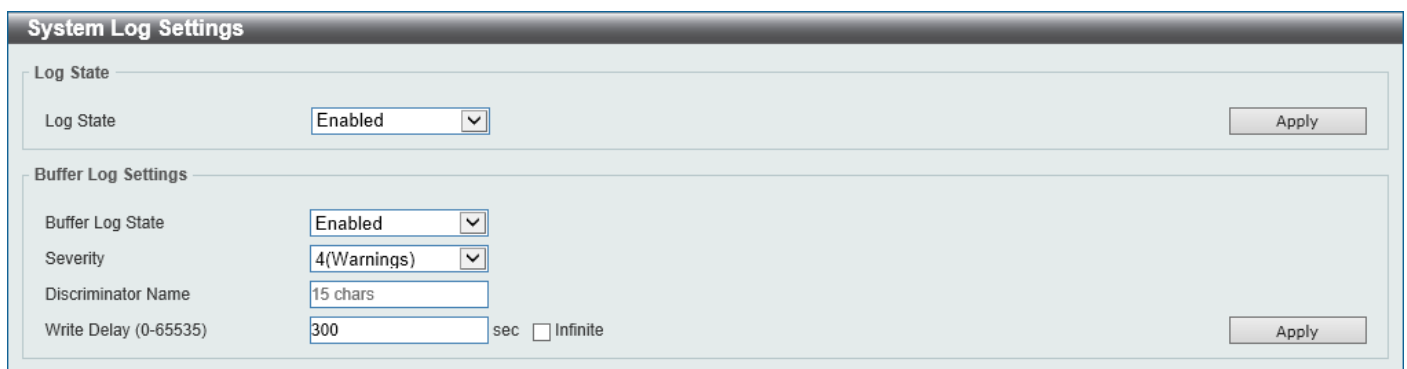 System Log Settings
Log State
Log State Enabled Apply
Buffer Log Settings
Buffer Log State Enabled
Severity 4(Warnings)
Discriminator Name 15 chars
Write Delay (0-65535) 300 sec Infinite Apply